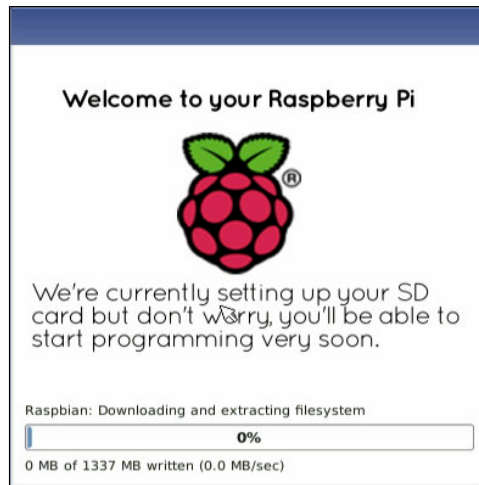 Welcome to your Raspberry Pi
®
We're currently setting up your SD
card but don't worry, you'll be able to
start programming very soon.
Raspbian: Downloading and extracting filesystem
0%
0 MB of 1337 MB written (0.0 MB/sec)